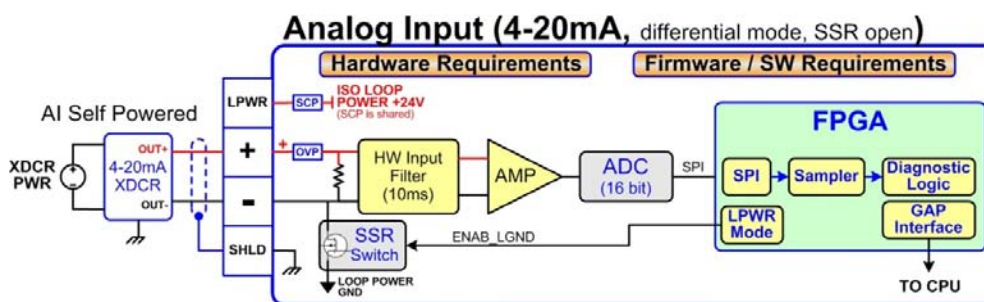 Analog Input (4-20mA, differential mode, SSR open)
Hardware Requirements
Firmware / SW Requirements
AI Self Powered
XDCR
PWR
OUT+
4-20mA
XDCR
OUT-
LPWR
+
-
SHLD
SCP
ISO LOOP
POWER +24V
(SCP is shared)
+
OVP
HW Input
Filter
(10ms)
AMP
ADC
(16 bit)
SPI
SSR
Switch
ENAB_LGND
LOOP POWER
GND
FPGA
SPI
Sampler
Diagnostic
Logic
LPWR
Mode
GAP
Interface
TO CPU